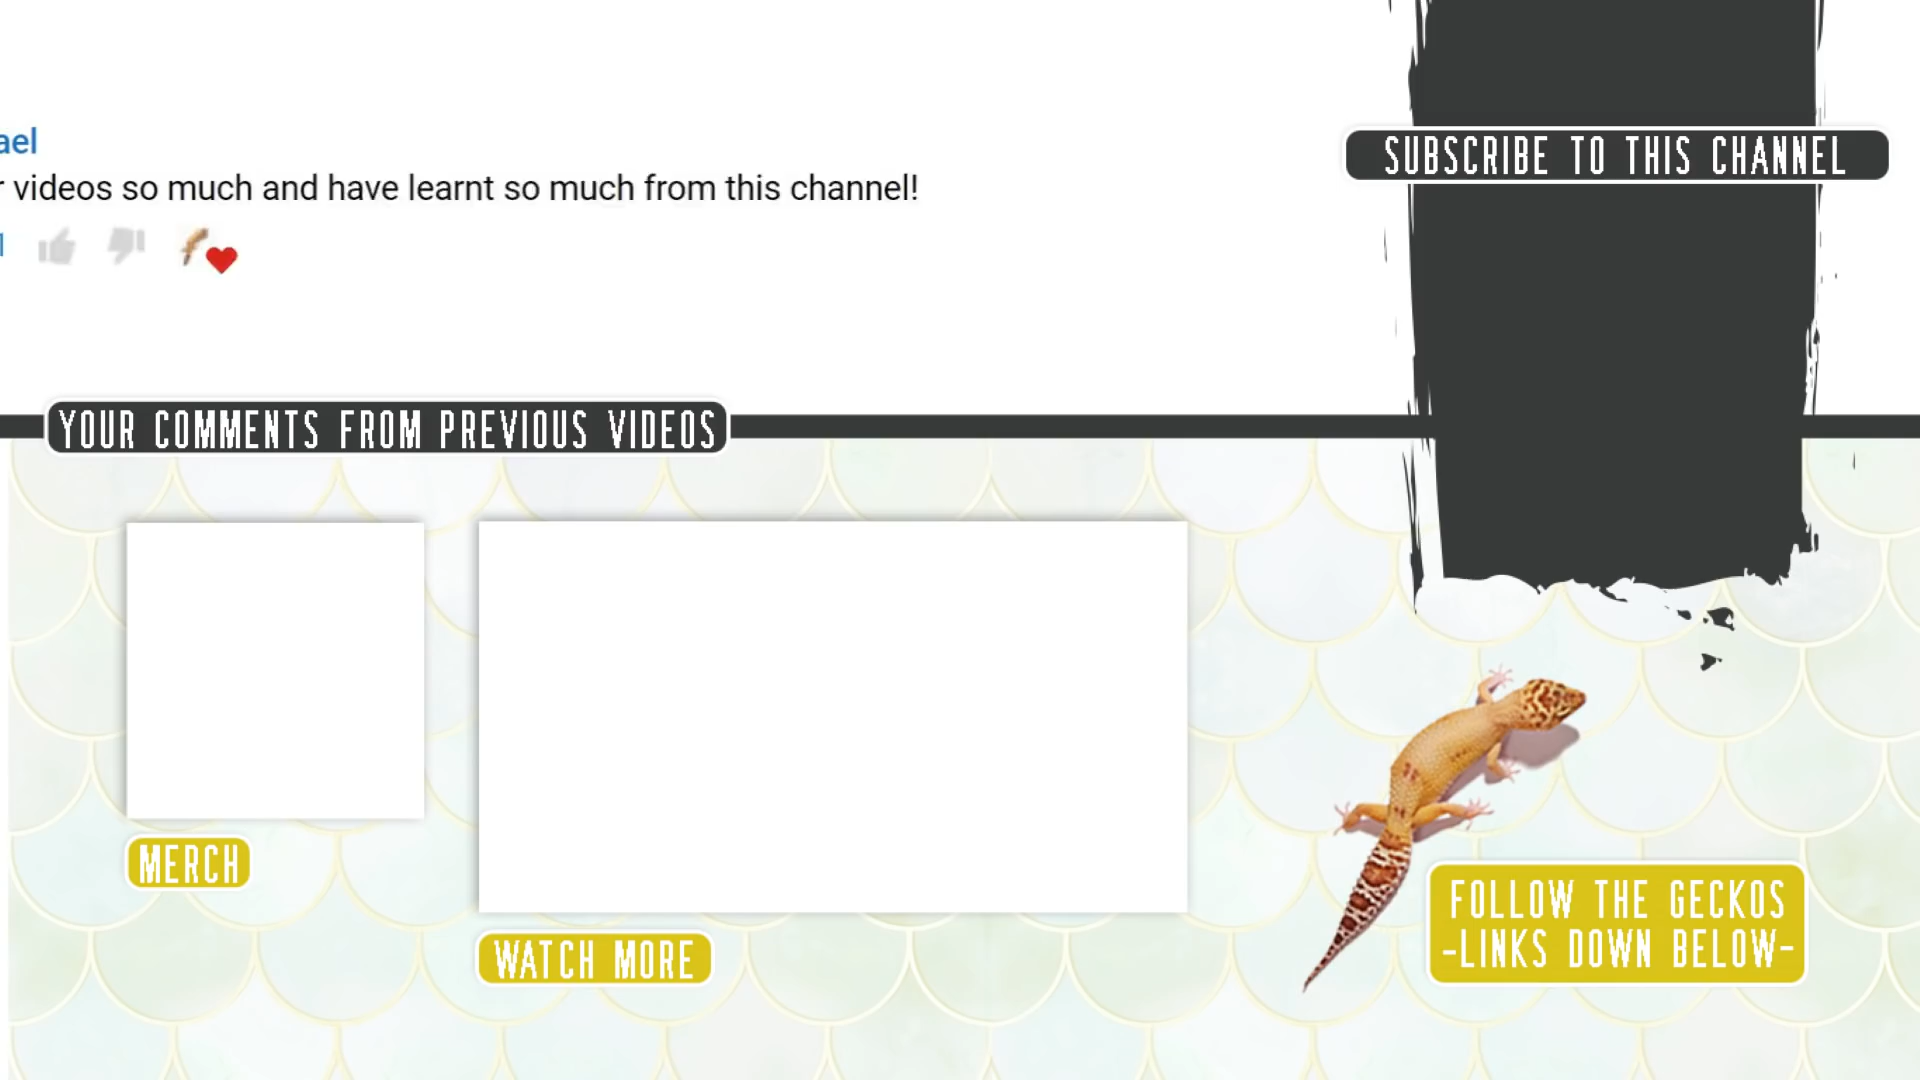 ael
videos so much and have learnt so much from this channel!
SUBSCRIBE TO THIS CHANNEL
YOUR COMMENTS FROM PREVIOUS VIDEOS
MERCH
WATCH MORE
FOLLOW THE GECKOS
-LINKS DOWN BELOW-